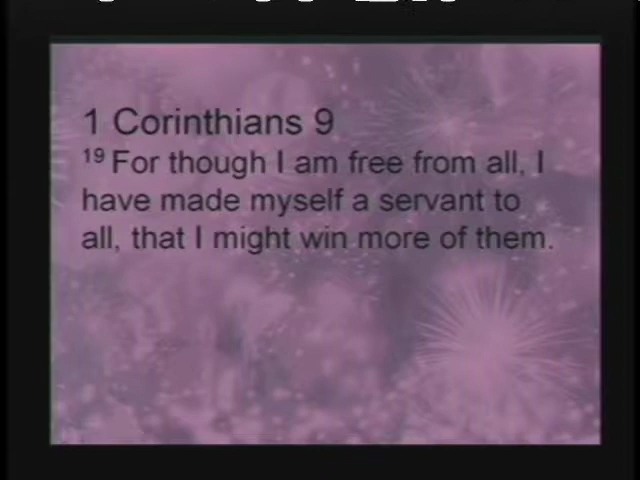 1 Corinthians 9
19 For though I am free from all, I
have made myself a servant to
all, that I might win more of them.